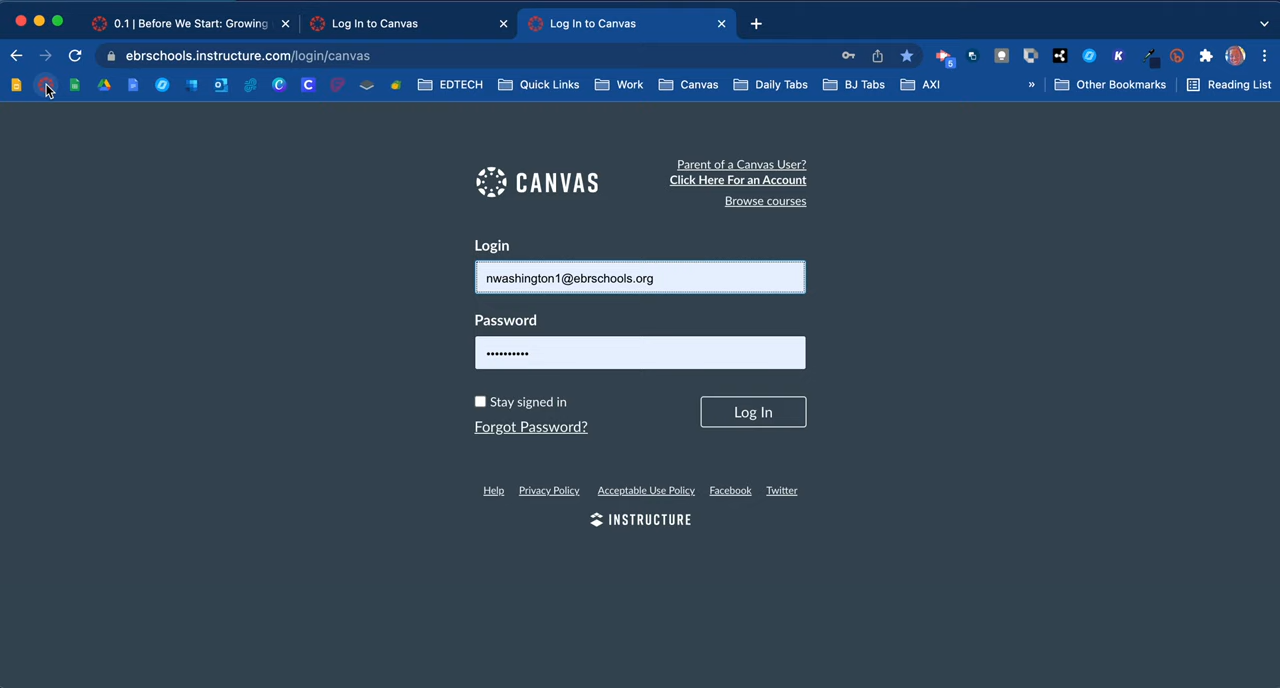 0.1 | Before We Start: Growing
Log In to Canvas
Log In to Canvas
ebrschools.instructure.com/login/canvas
5
K
EDTECH
Quick Links
Work
Canvas
Daily Tabs
BJ Tabs
AXI
»
Other Bookmarks
Reading List
CANVAS
Parent of a Canvas User?
Click Here For an Account
Browse courses
Login
nwashington1@ebrschools.org
Password
••••••••••
Stay signed in
Log In
Forgot Password?
Help
Privacy Policy
Acceptable Use Policy
Facebook
Twitter
INSTRUCTURE